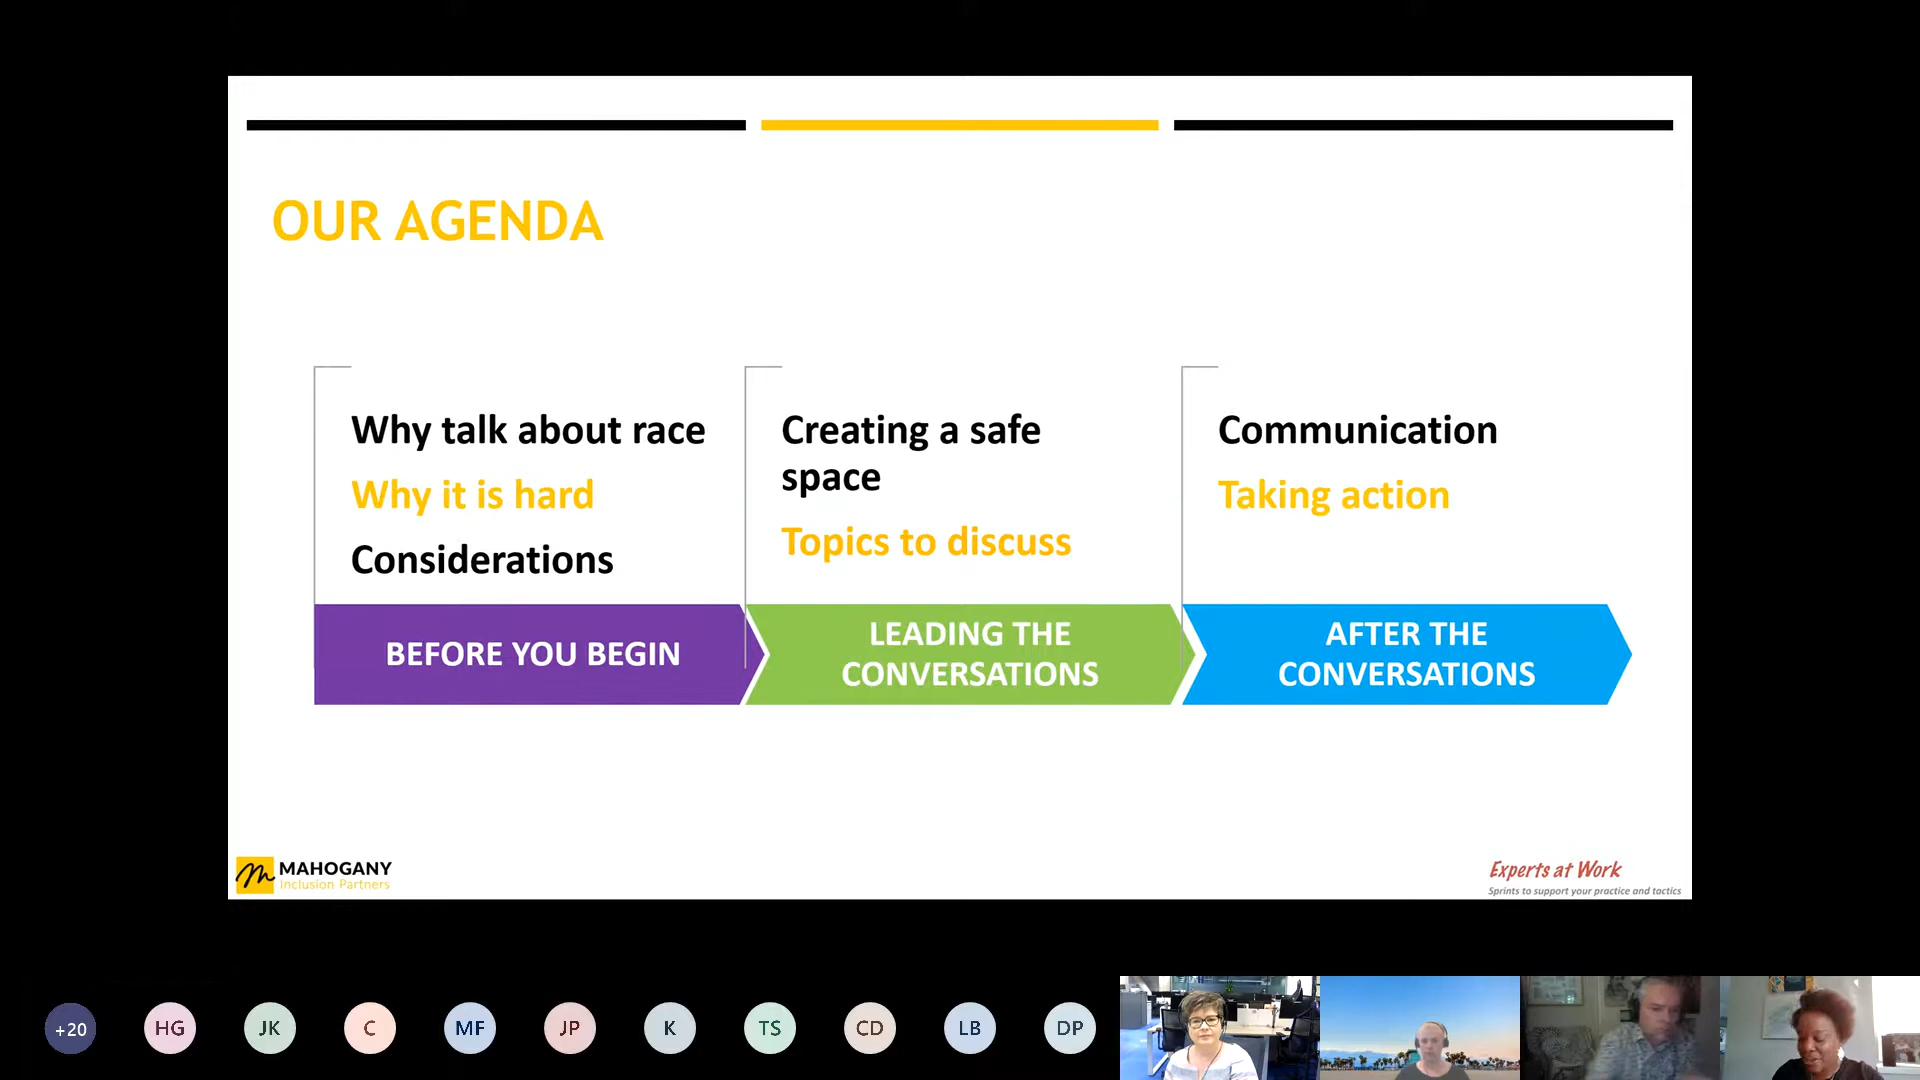 OUR AGENDA
Why talk about race
Why it is hard
Considerations
BEFORE YOU BEGIN
Creating a safe
space
Topics to discuss
LEADING THE
CONVERSATIONS
Communication
Taking action
AFTER THE
CONVERSATIONS
MAHOGANY
Inclusion Partners
Experts at Work
Sprints to support your practice and tactics
+20
HG
JK
C
MF
JP
K
TS
CD
LB
DP